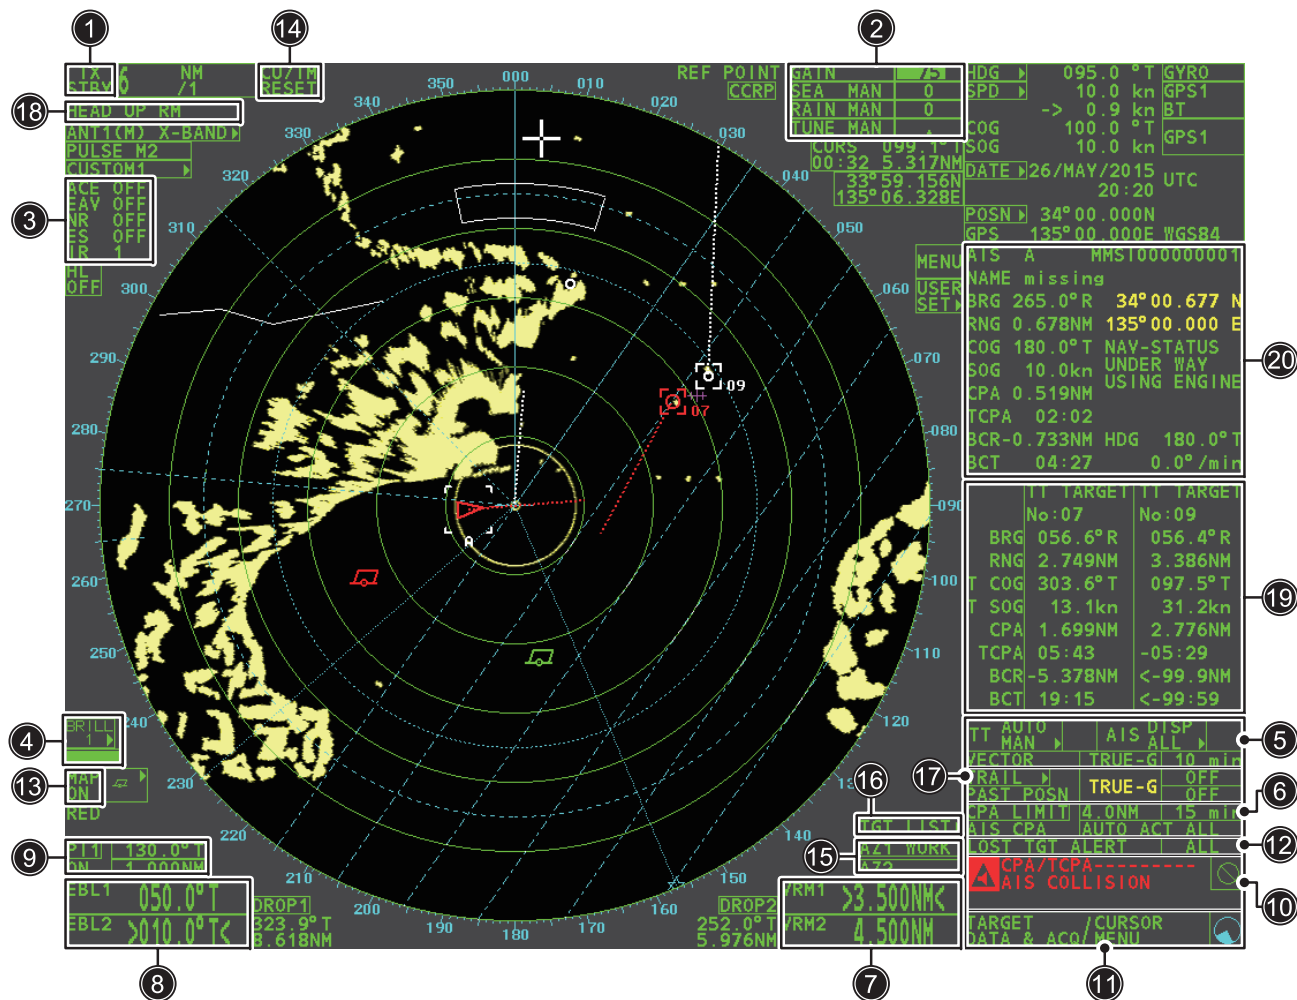 1
14
2
TX
STBY
6
NM
/1
CU/TM
RESET
18
HEAD UP RM
ANT1(M) X-BAND
PULSE M2
CUSTOM1
3
ACE OFF
EAV OFF
NR OFF
ES OFF
TR 1
HL
OFF
REF POINT
CCRP
GAIN 75
SEA MAN 0
RAIN MAN 0
TUNE MAN
CURS 099.1°T
00:32 5.317NM
33°59.156N
135°06.328E
MENU
USER
SET
HDG 095.0 °T GYRO
SPD 10.0 kn GPS1
-> 0.9 kn BT
COG 100.0 °T
SOG 10.0 kn
GPS1
DATE 26/MAY/2015
20:20
UTC
POSN 34°00.000N
GPS 135°00.000E WGS84
AIS A MMSI000000001
NAME missing
BRG 265.0°R 34°00.677 N
RNG 0.678NM 135°00.000 E
COG 180.0°T NAV-STATUS
SOG 10.0kn UNDER WAY
USING ENGINE
CPA 0.519NM
TCPA 02:02
BCR-0.733NM HDG 180.0°T
BCT 04:27 0.0°/min
20
TT TARGET TT TARGET
No:07 No:09
BRG 056.6°R 056.4°R
RNG 2.749NM 3.386NM
T COG 303.6°T 097.5°T
T SOG 13.1kn 31.2kn
CPA 1.699NM 2.776NM
TCPA 05:43 -05:29
BCR-5.378NM <-99.9NM
BCT 19:15 <-99:59
19
TT AUTO
MAN
AIS DISP
ALL
5
VECTOR TRUE-G 10 min
17
TRAIL
PAST POSN
TRUE-G
OFF
OFF
6
CPA LIMIT 4.0NM 15 min
AIS CPA AUTO ACT ALL
LOST TGT ALERT ALL
12
CPA/TCPA---------
AIS COLLISION
10
TARGET
DATA & ACQ/
/CURSOR
MENU
11
000
010
020
030
040
050
060
070
080
090
100
110
120
140
150
160
180
190
200
210
220
230
240
250
260
270
280
290
300
310
320
330
340
350
09
07
A
4
BRILL
1
13
MAP
ON
RED
9
PI1 130.0°T
ON 1.000NM
EBL1 050.0°T
EBL2 >010.0°T<
8
DROP1
323.9°T
8.618NM
16
TGT LIST
15
AZ1 WORK
AZ2
DROP2
252.0°T
5.976NM
VRM1 >3.500NM<
VRM2 4.500NM
7